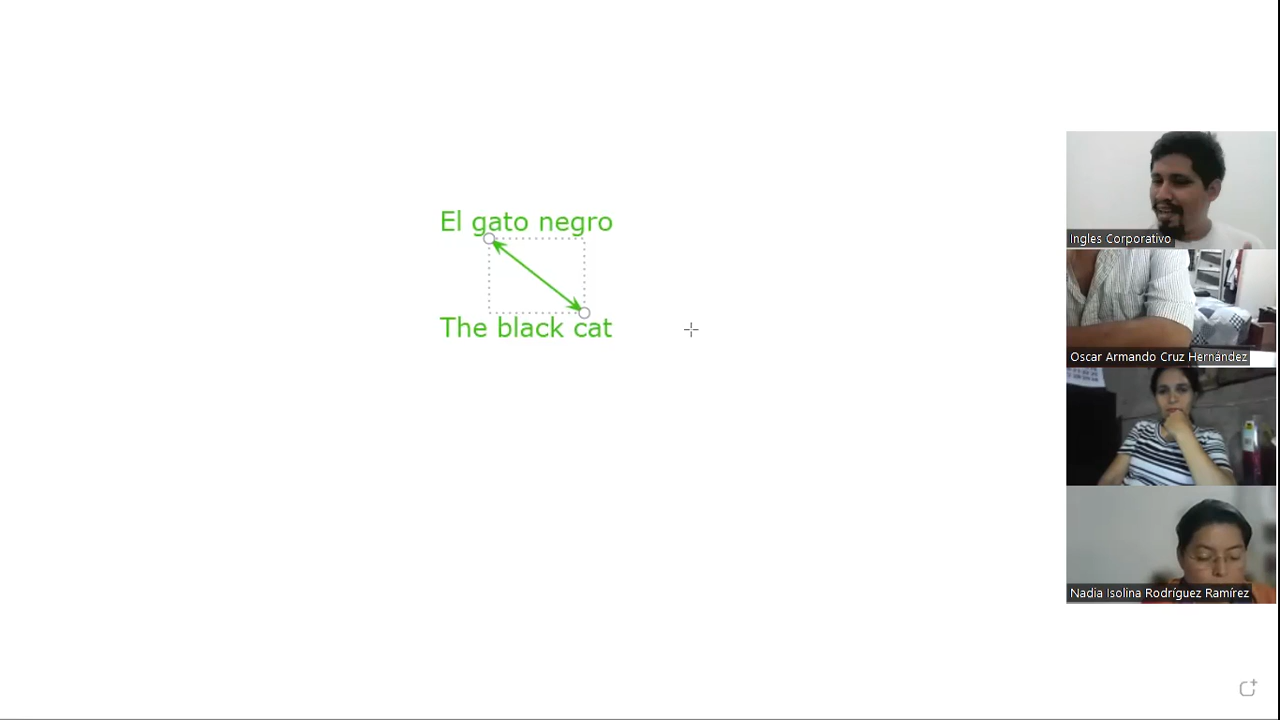 El gato negro
The black cat
Ingles Corporativo
Oscar Armando Cruz Hernández
Nadia Isolina Rodríguez Ramírez